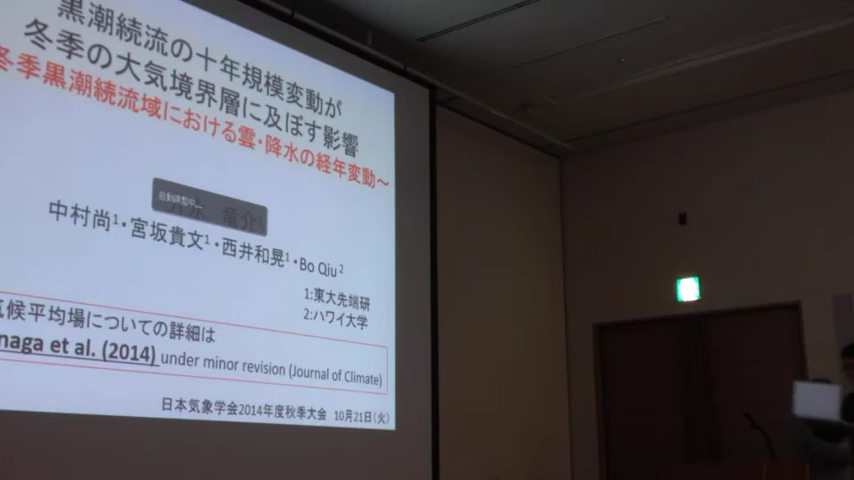 黒潮続流の十年規模変動が
冬季の大気境界層に及ぼす影響
冬季黒潮続流域における雲・降水の経年変動～
自動調整中...
中村尚¹・宮坂貴文¹・西井和晃¹・Bo Qiu²
1:東大先端研
2:ハワイ大学
気候平均場についての詳細は
naga et al. (2014) under minor revision (Journal of Climate)
日本気象学会2014年度秋季大会 10月21日(火)